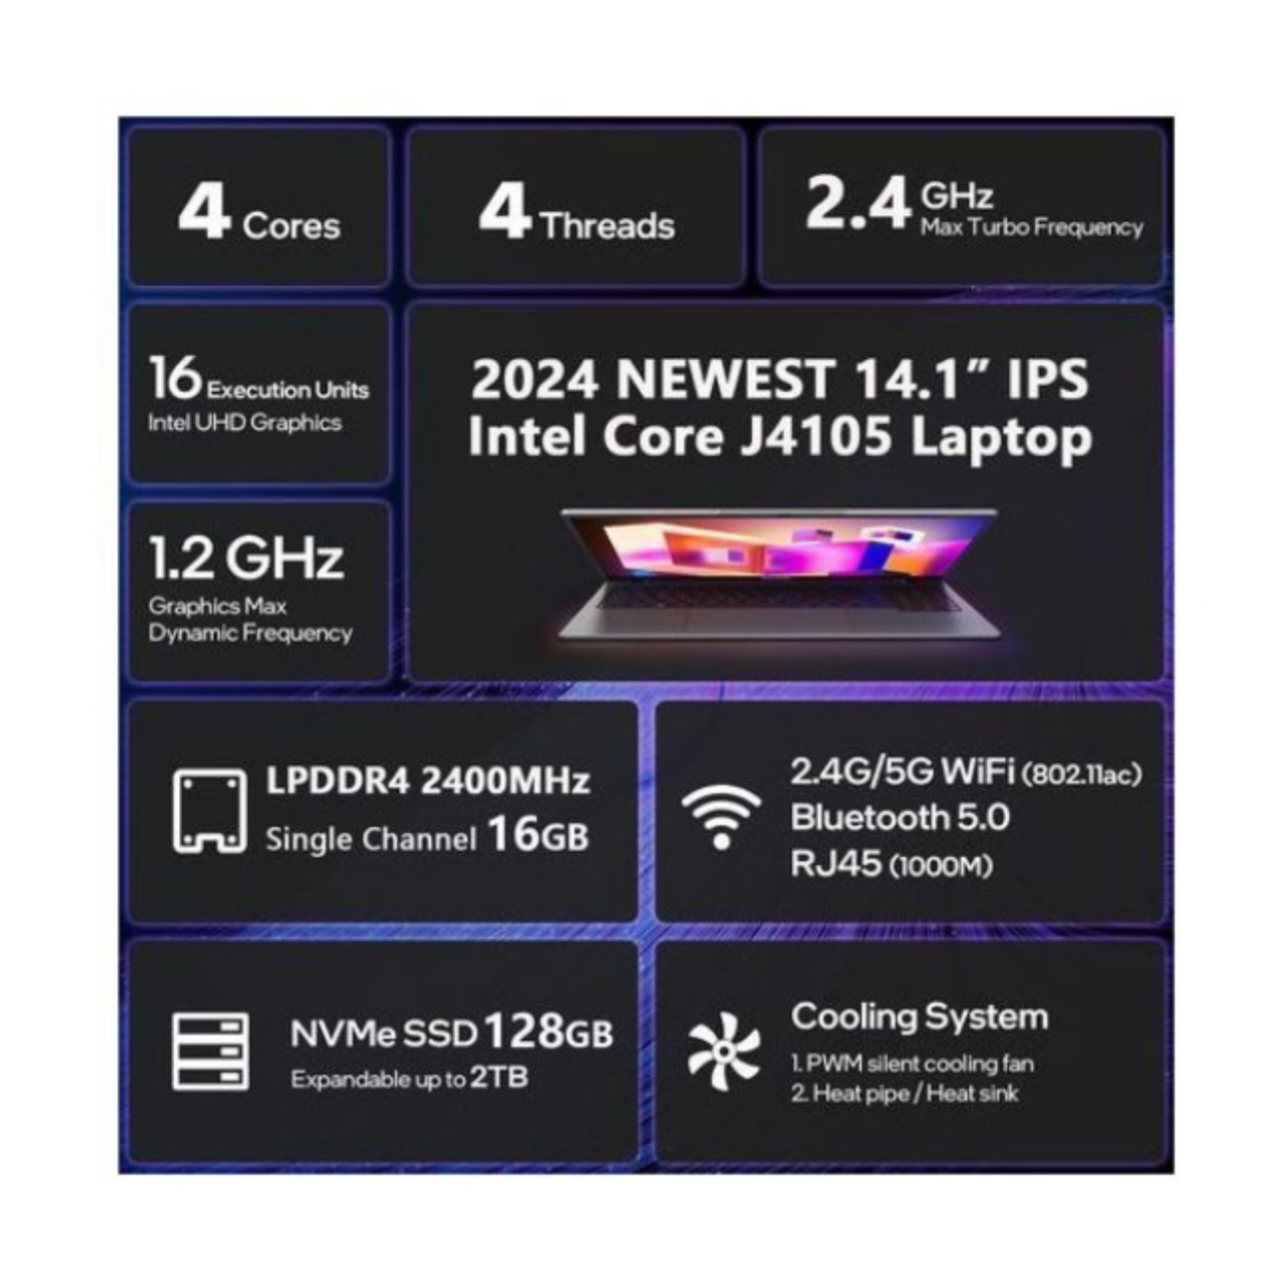 4 Cores
4 Threads
2.4 GHz
Max Turbo Frequency
16 Execution Units
Intel UHD Graphics
2024 NEWEST 14.1” IPS
Intel Core J4105 Laptop
1.2 GHz
Graphics Max
Dynamic Frequency
LPDDR4 2400MHz
Single Channel 16GB
2.4G/5G WiFi (802.11ac)
Bluetooth 5.0
RJ45 (1000M)
NVMe SSD 128GB
Expandable up to 2TB
Cooling System
1. PWM silent cooling fan
2. Heat pipe / Heat sink